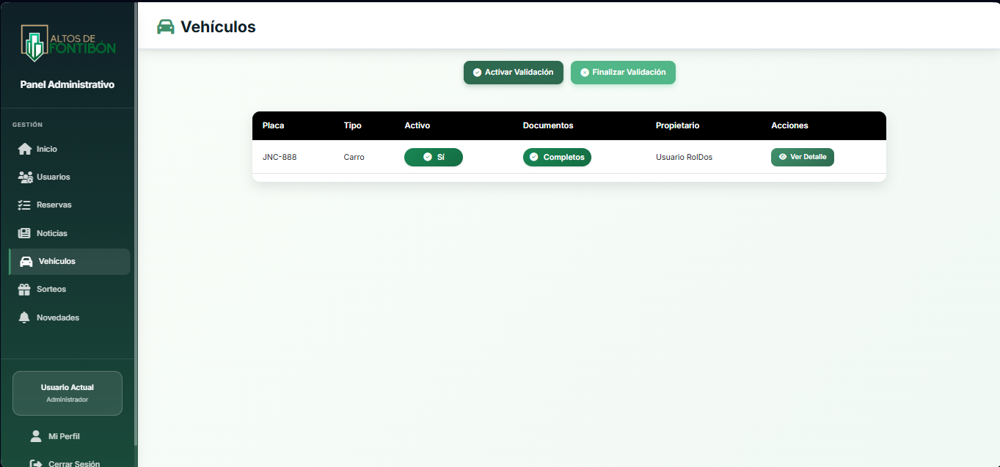 ALTOS DE
FONTIBÓN
Panel Administrativo
GESTIÓN
Inicio
Usuarios
Reservas
Noticias
Vehículos
Sorteos
Novedades
Usuario Actual
Administrador
Mi Perfil
Cerrar Sesión
Vehículos
Activar Validación Finalizar Validación
Placa Tipo Activo Documentos Propietario Acciones
JNC-888 Carro Sí Completos Usuario RolDos Ver Detalle